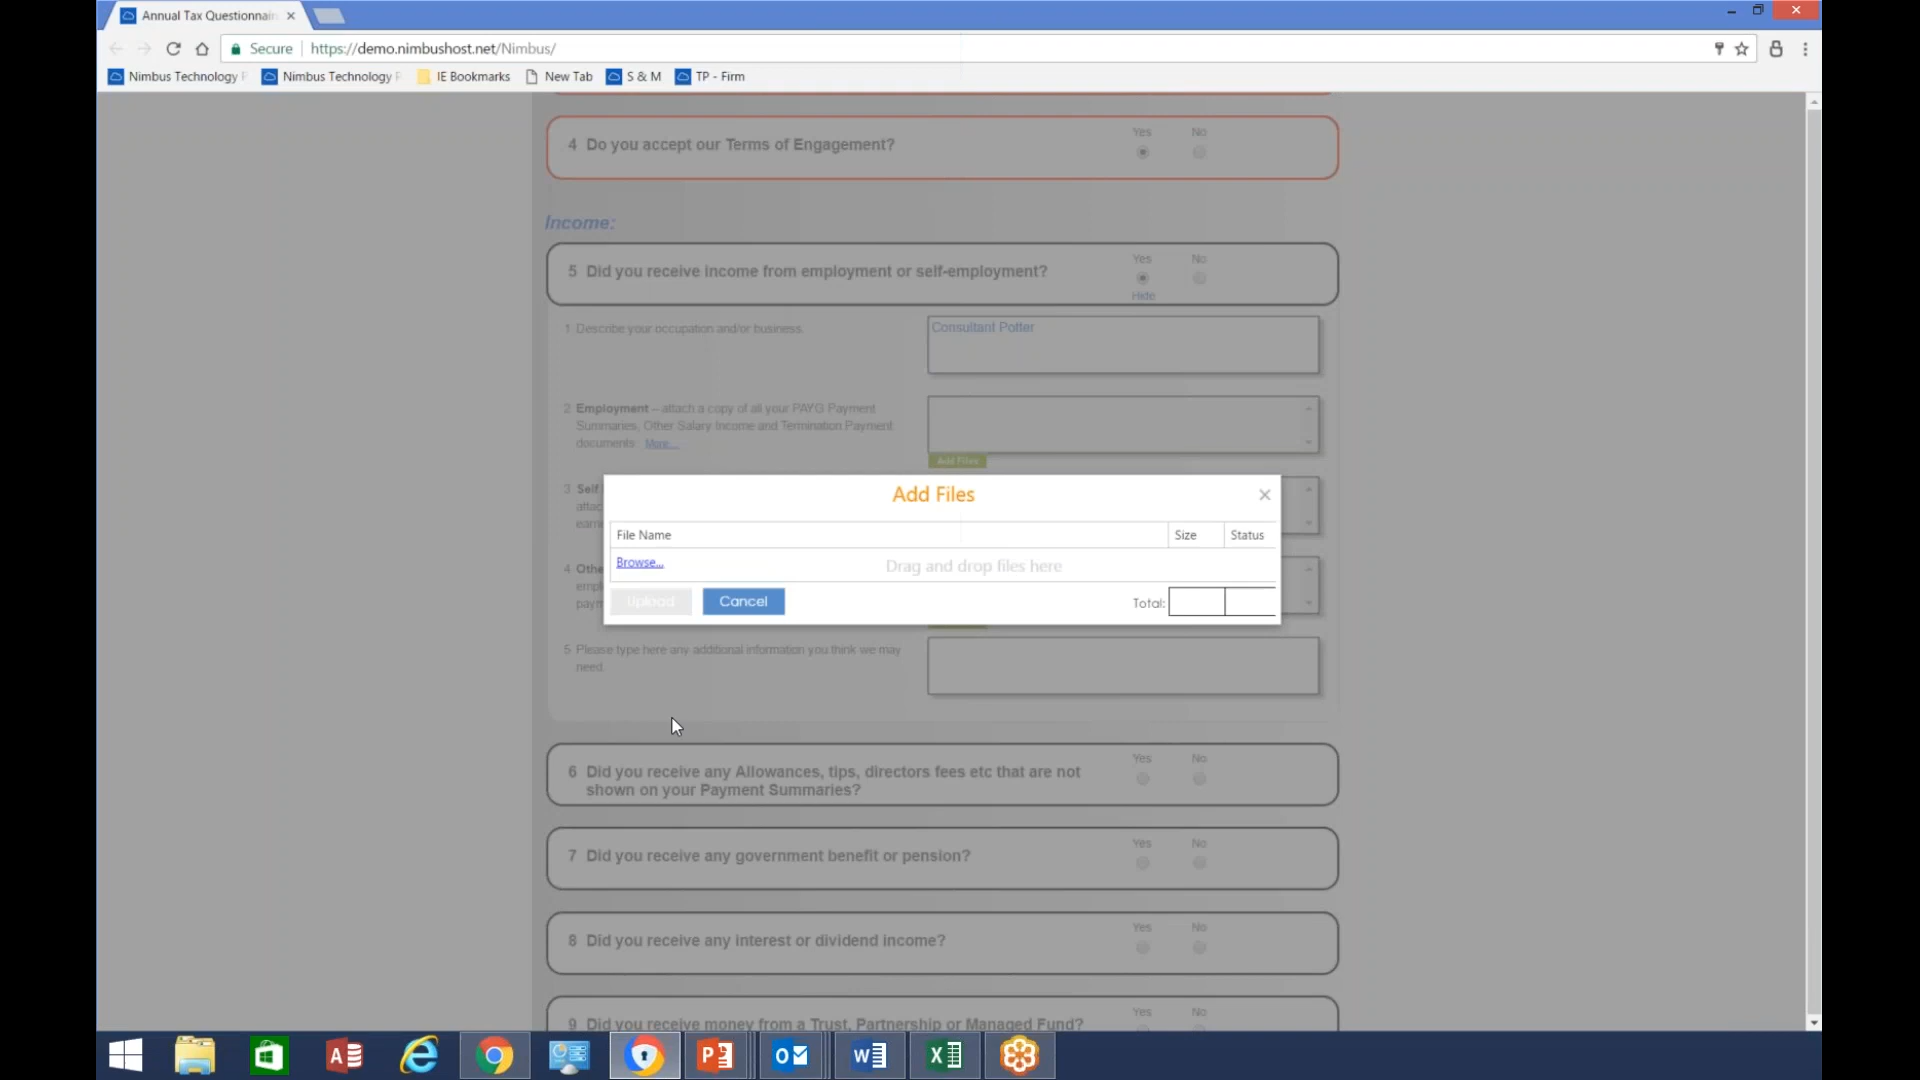 Annual Tax Questionnair
Secure https://demo.nimbushost.net/Nimbus/
Nimbus Technology P Nimbus Technology P IE Bookmarks New Tab S & M TP - Firm
4 Do you accept our Terms of Engagement? Yes No
Income:
5 Did you receive income from employment or self-employment? Yes No
Hide
1 Describe your occupation and/or business. Consultant Potter
2 Employment – attach a copy of all your PAYG Payment
Summaries, Other Salary Income and Termination Payment
documents: More...
Add Files
3 Self
attac
earni
Add Files
File Name Size Status
Browse... Drag and drop files here
Upload Cancel Total:
4 Othe
empl
paym
5 Please type here any additional information you think we may
need.
6 Did you receive any Allowances, tips, directors fees etc that are not
shown on your Payment Summaries? Yes No
7 Did you receive any government benefit or pension? Yes No
8 Did you receive any interest or dividend income? Yes No
9 Did you receive money from a Trust, Partnership or Managed Fund? Yes No